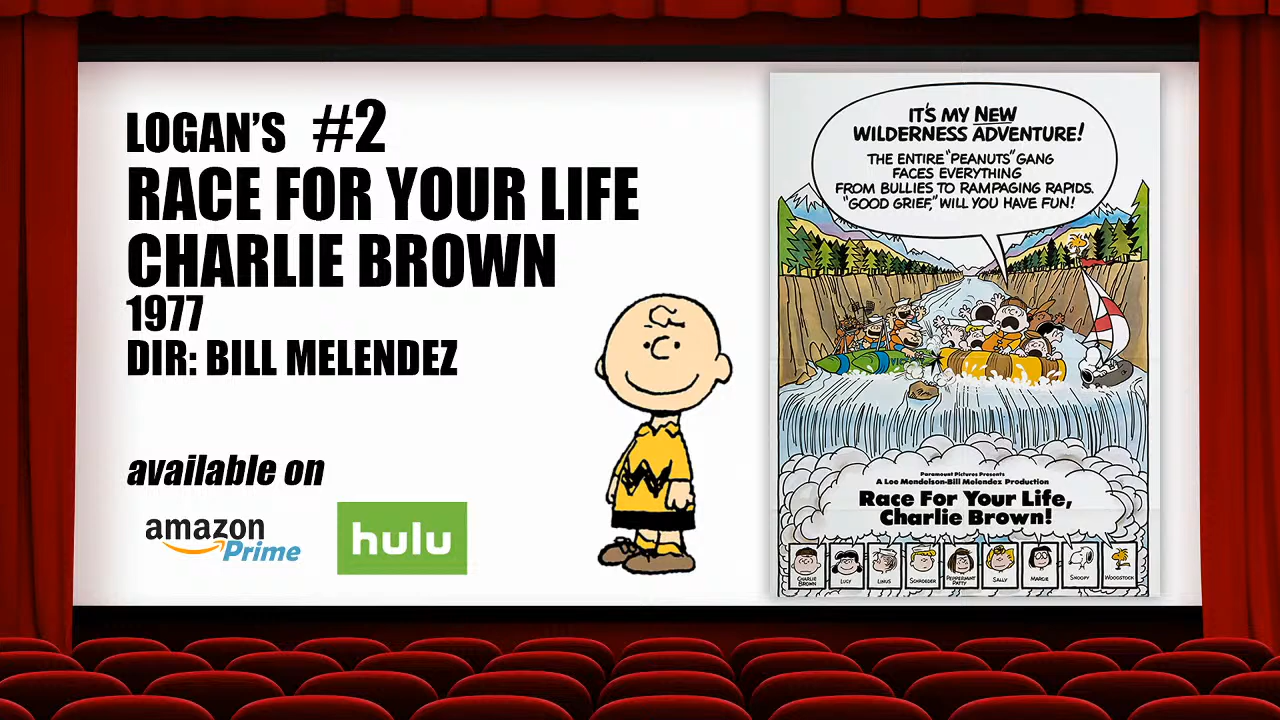 LOGAN'S #2
RACE FOR YOUR LIFE
CHARLIE BROWN
1977
DIR: BILL MELENDEZ
available on
amazon
Prime
hulu
IT'S MY NEW
WILDERNESS ADVENTURE!
THE ENTIRE "PEANUTS" GANG
FACES EVERYTHING
FROM BULLIES TO RAMPAGING RAPIDS.
"GOOD GRIEF," WILL YOU HAVE FUN!
Paramount Pictures Presents
A Lee Mendelson-Bill Melendez Production
Race For Your Life,
Charlie Brown!
CHARLIE BROWN
LUCY
LINUS
SCHROEDER
PEPPERMINT PATTY
SALLY
MARCIE
SNOOPY
WOODSTOCK